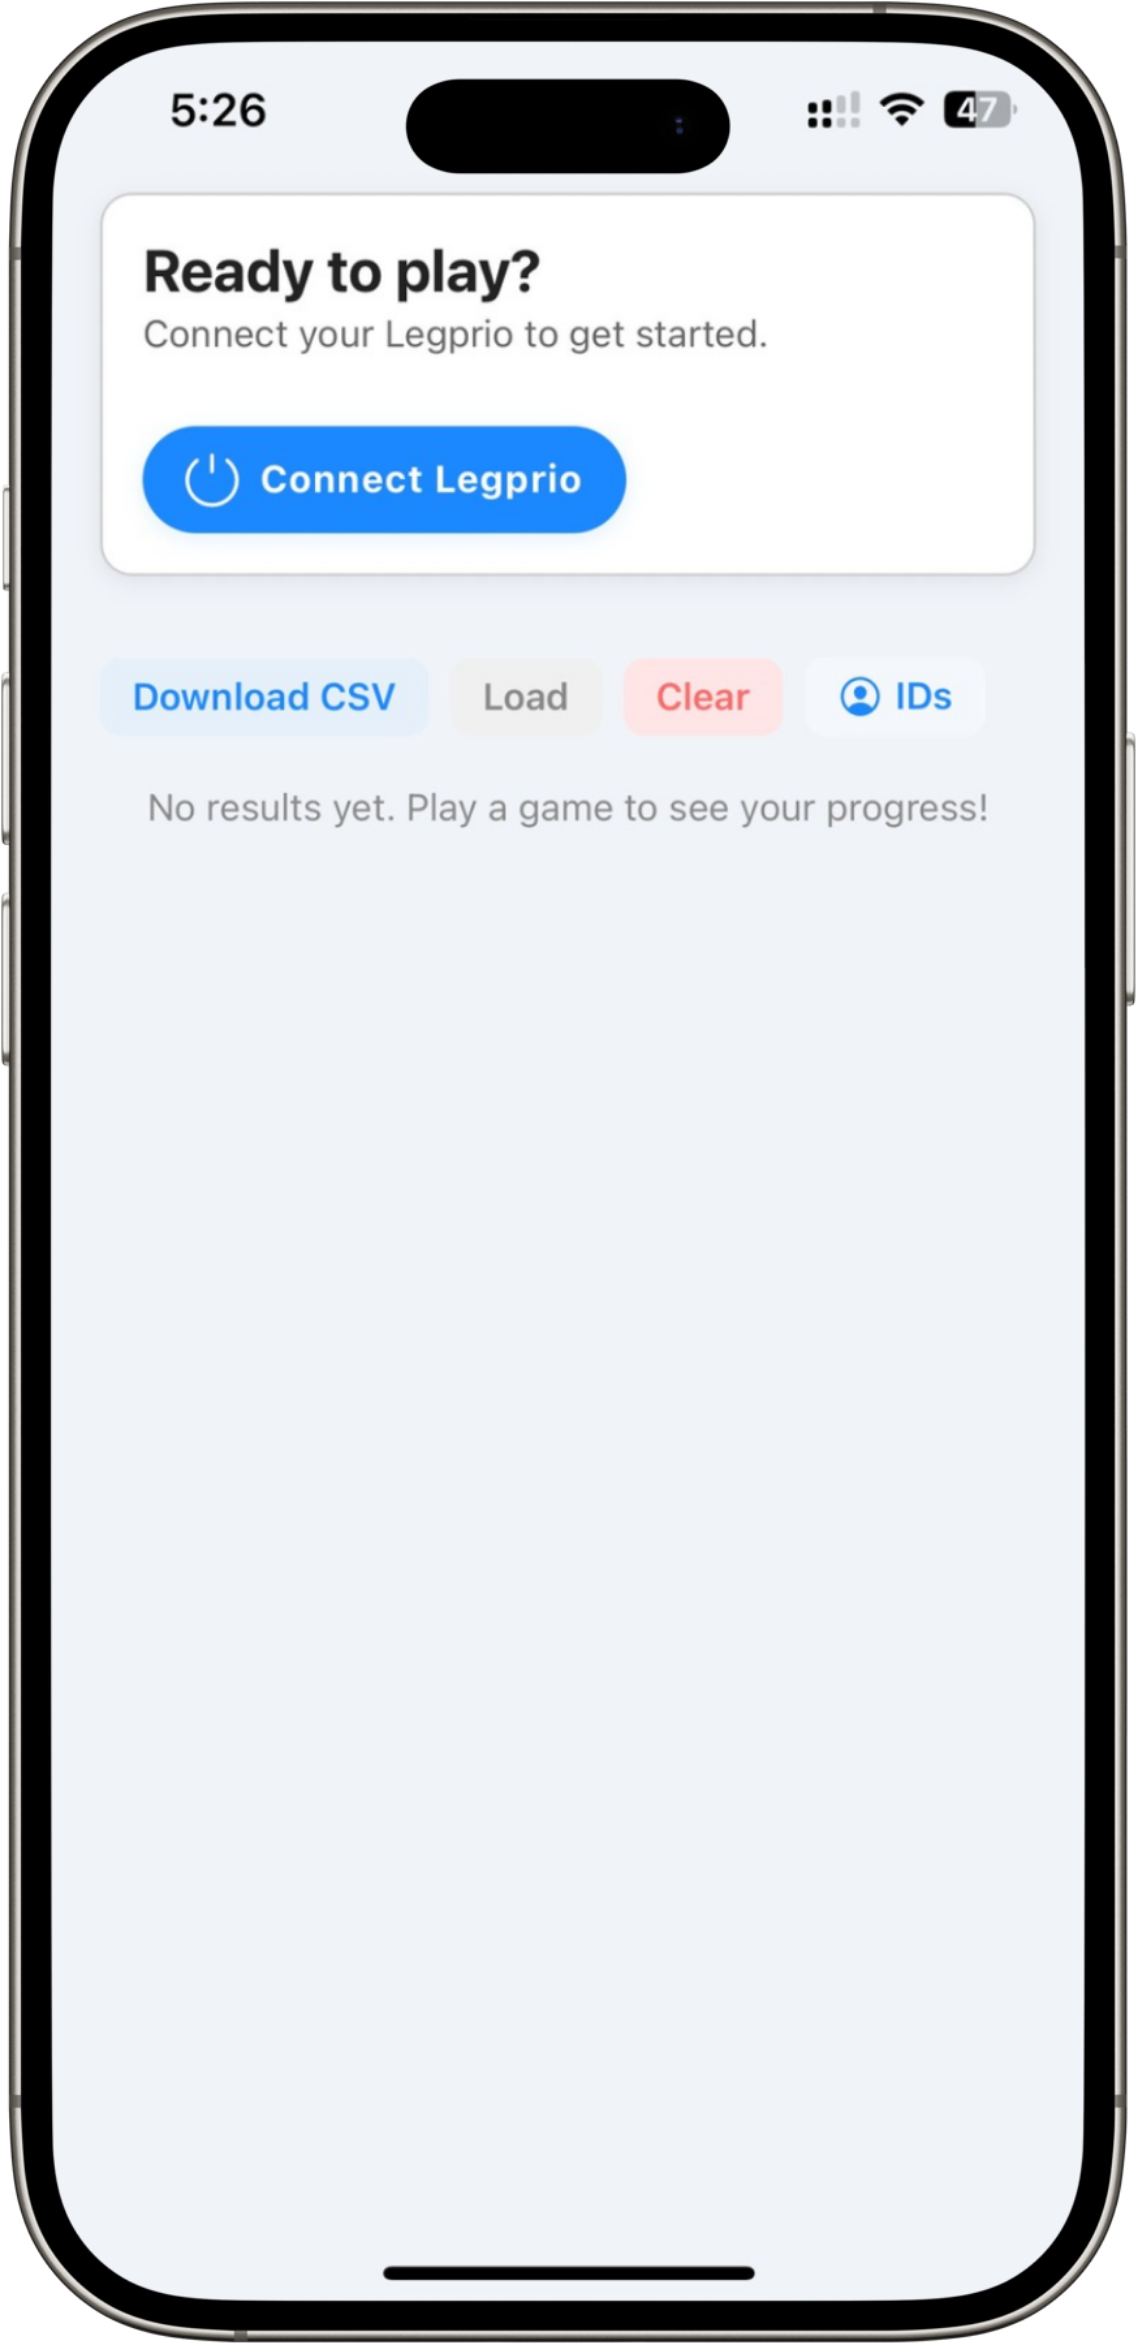 5:26
47
Ready to play?
Connect your Legprio to get started.
Connect Legprio
Download CSV Load Clear IDs
No results yet. Play a game to see your progress!